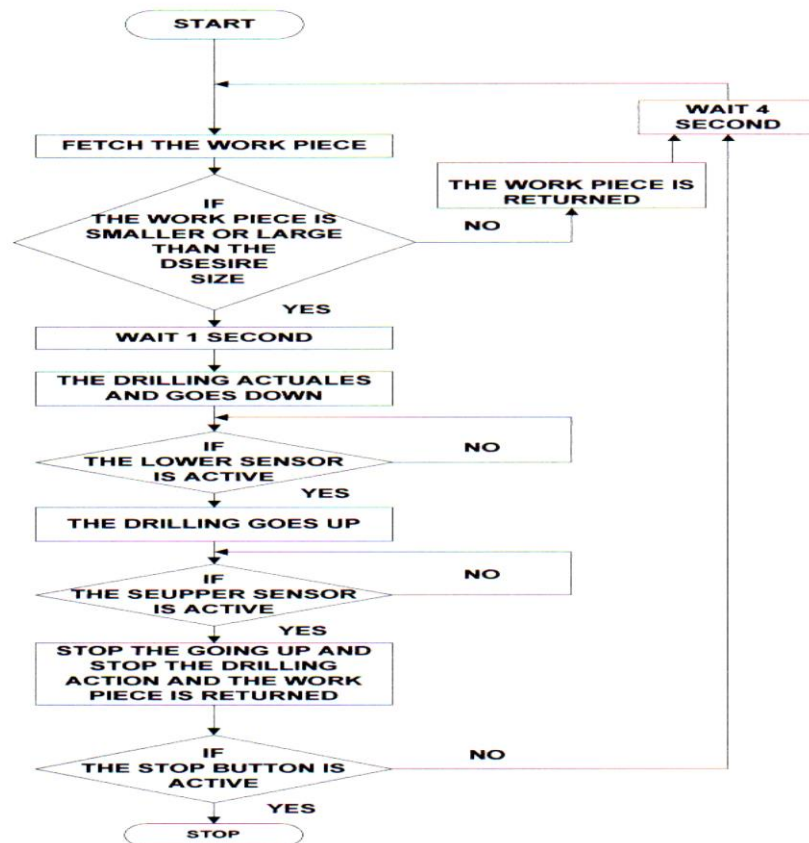 START
WAIT 4
SECOND
FETCH THE WORK PIECE
THE WORK PIECE IS
RETURNED
IF
THE WORK PIECE IS
SMALLER OR LARGE
THAN THE
DSESIRE
SIZE
NO
YES
WAIT 1 SECOND
THE DRILLING ACTUALES
AND GOES DOWN
IF
THE LOWER SENSOR
IS ACTIVE
NO
YES
THE DRILLING GOES UP
IF
THE SEUPPER SENSOR
IS ACTIVE
NO
YES
STOP THE GOING UP AND
STOP THE DRILLING
ACTION AND THE WORK
PIECE IS RETURNED
IF
THE STOP BUTTON IS
ACTIVE
NO
YES
STOP